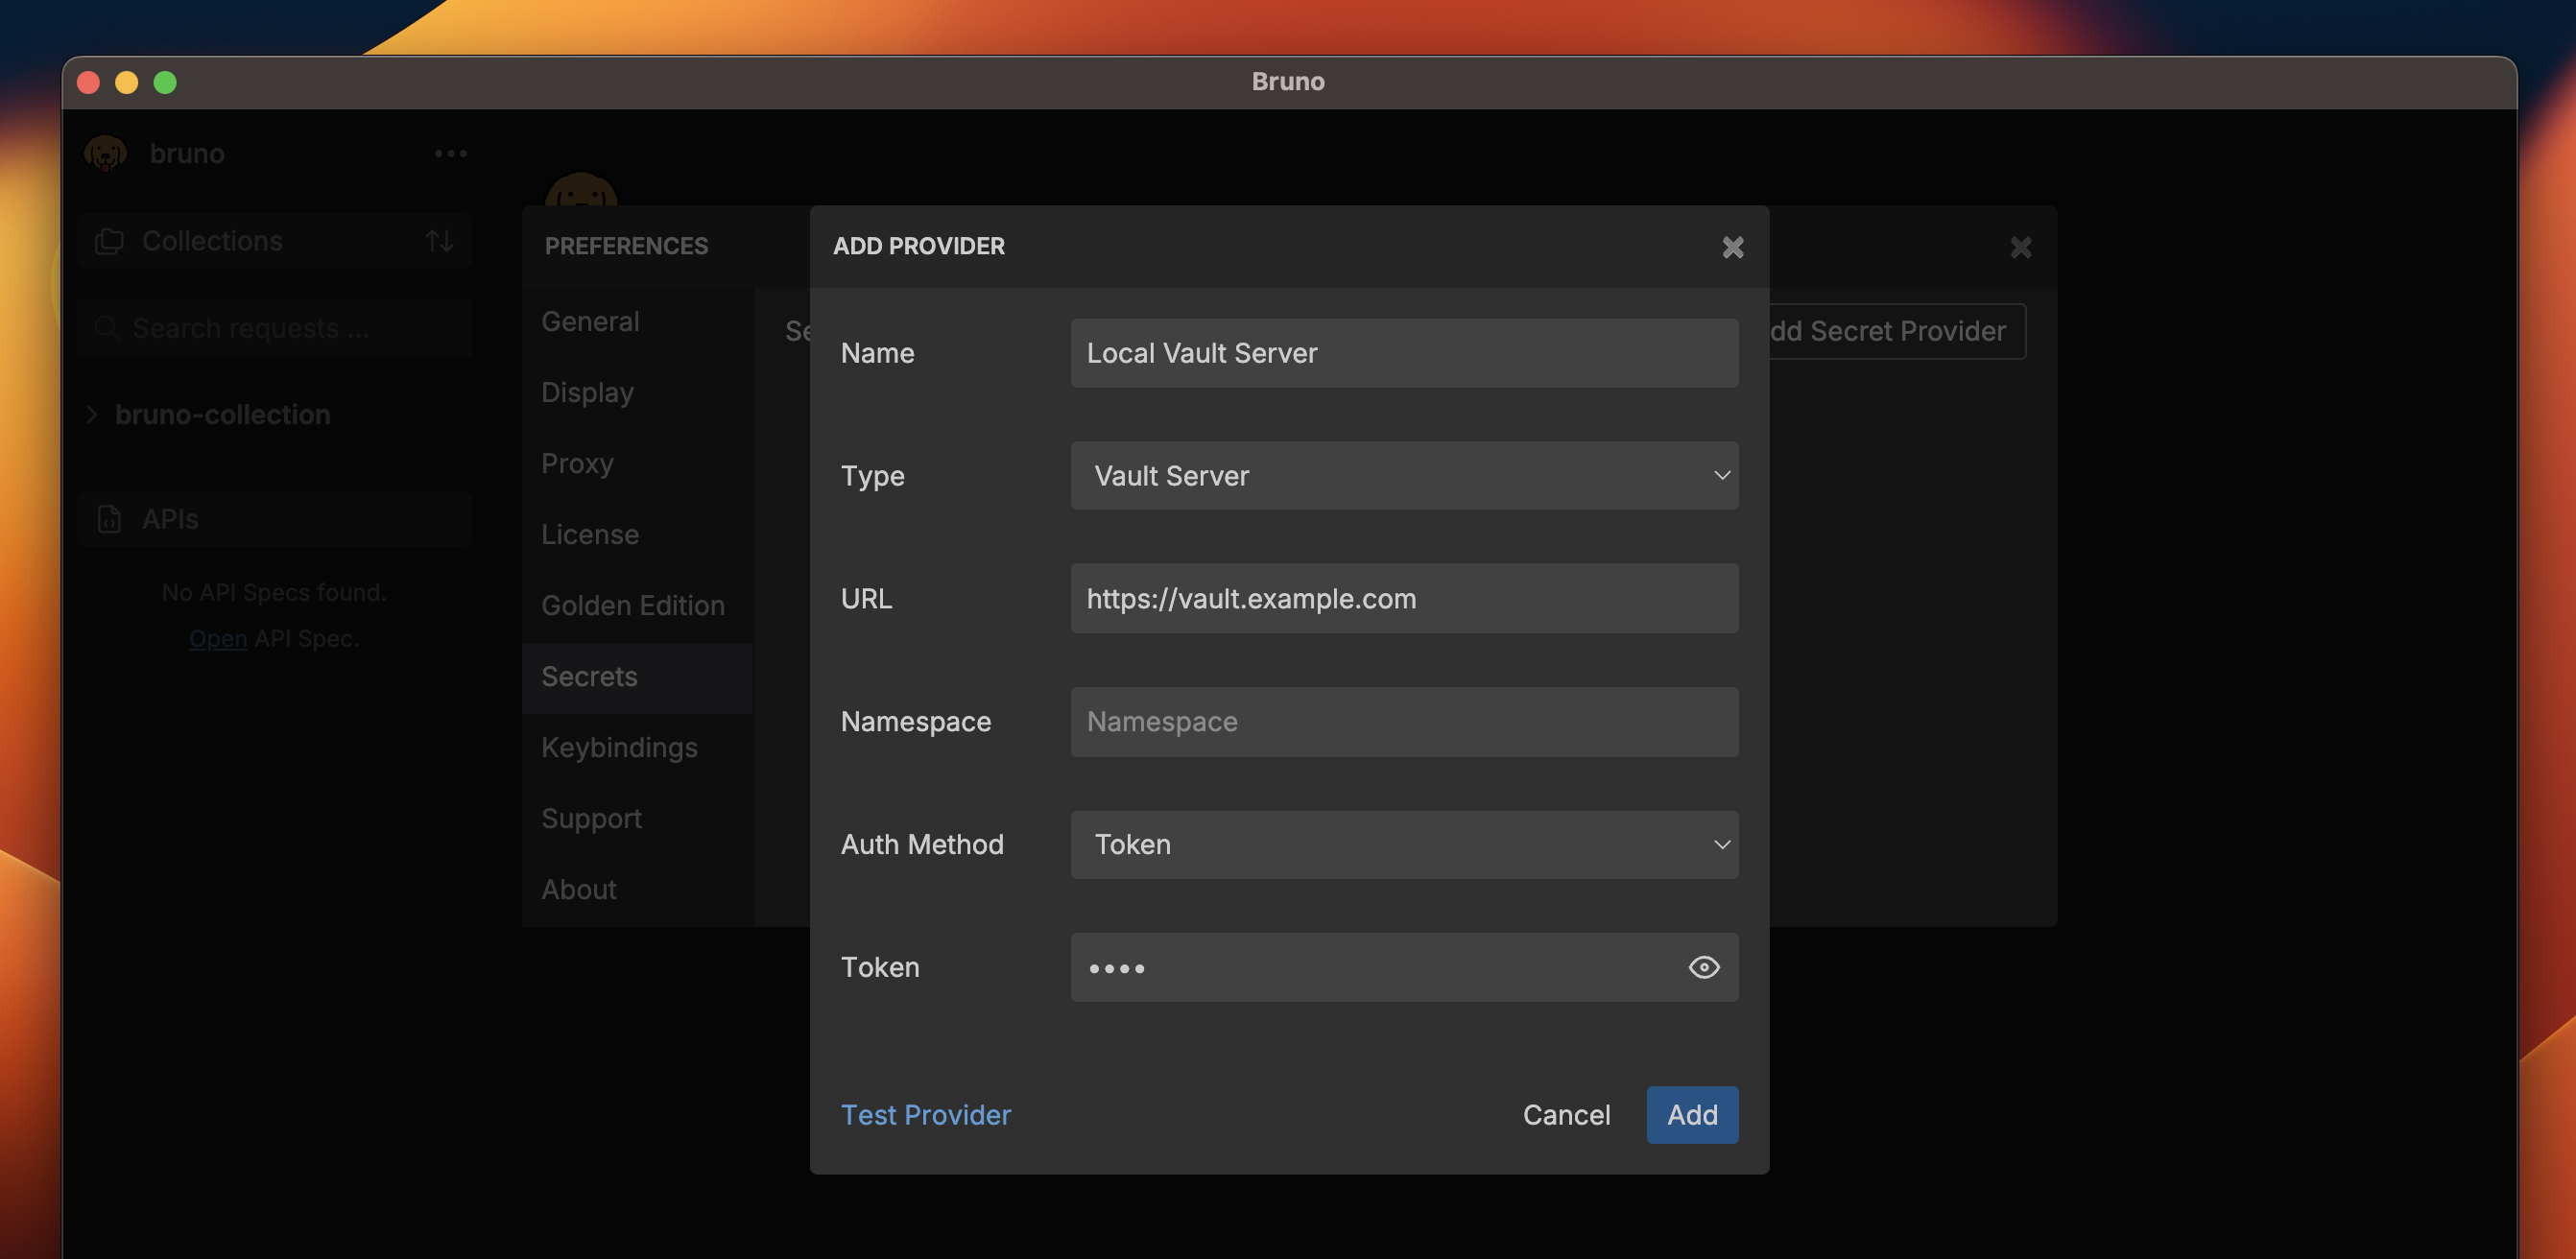 Bruno
bruno
Collections
Search requests ...
bruno-collection
APIs
No API Specs found.
Open API Spec.
PREFERENCES
General
Display
Proxy
License
Golden Edition
Secrets
Keybindings
Support
About
Se
dd Secret Provider
ADD PROVIDER
Name
Local Vault Server
Type
Vault Server
URL
https://vault.example.com
Namespace
Namespace
Auth Method
Token
Token
••••
Test Provider
Cancel
Add